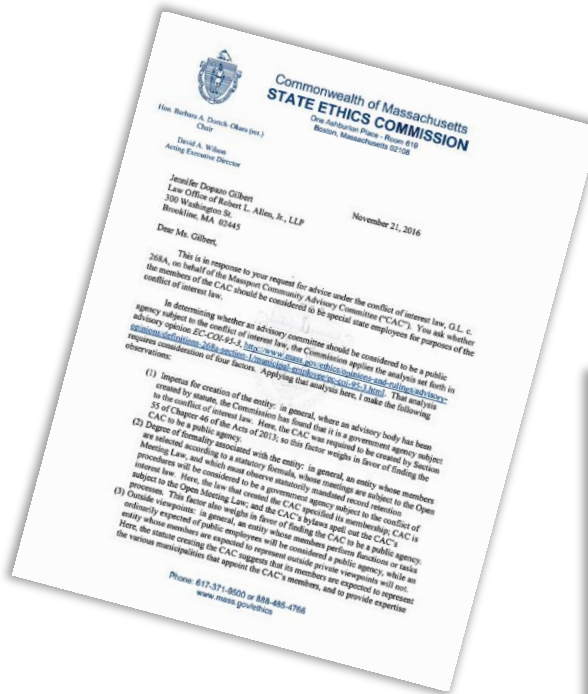 Commonwealth of Massachusetts
STATE ETHICS COMMISSION
One Ashburton Place - Room 619
Boston, Massachusetts 02108
Hon. Barbara A. Dortch-Okara (ret.)
Chair
David A. Wilson
Acting Executive Director
November 21, 2016
Jennifer Dopazo Gilbert
Law Office of Robert L. Allen, Jr., LLP
300 Washington St.
Brookline, MA 02445
Dear Ms. Gilbert,
This is in response to your request for advice under the conflict of interest law, G.L. c.
268A, on behalf of the Massport Community Advisory Committee ("CAC"). You ask whether
the members of the CAC should be considered to be special state employees for purposes of the
conflict of interest law.
In determining whether an advisory committee should be considered to be a public
agency subject to the conflict of interest law, the Commission applies the analysis set forth in
advisory opinion EC-COI-95-3, http://www.mass.gov/ethics/opinions-and-rulings/advisory-
opinions/definitions-268a-section-1/municipal-employee/ec-coi-95-3.html. That analysis
requires consideration of four factors. Applying that analysis here, I make the following
observations:
(1) Impetus for creation of the entity: in general, where an advisory body has been
created by statute, the Commission has found that it is a government agency subject
to the conflict of interest law. Here, the CAC was required to be created by Section
55 of Chapter 46 of the Acts of 2013; so this factor weighs in favor of finding the
CAC to be a public agency.
(2) Degree of formality associated with the entity: in general, an entity whose members
are selected according to a statutory formula, whose meetings are subject to the Open
Meeting Law, and which must observe statutorily mandated record retention
procedures will be considered to be a government agency subject to the conflict of
interest law. Here, the law that created the CAC specified its membership; CAC is
subject to the Open Meeting Law; and the CAC's bylaws spell out the CAC's
processes. This factor also weighs in favor of finding the CAC to be a public agency.
(3) Outside viewpoints: in general, an entity whose members perform functions or tasks
ordinarily expected of public employees will be considered a public agency, while an
entity whose members are expected to represent outside private viewpoints will not.
Here, the statute creating the CAC suggests that its members are expected to represent
the various municipalities that appoint the CAC's members, and to provide expertise
Phone: 617-371-9500 or 888-485-4766
www.mass.gov/ethics